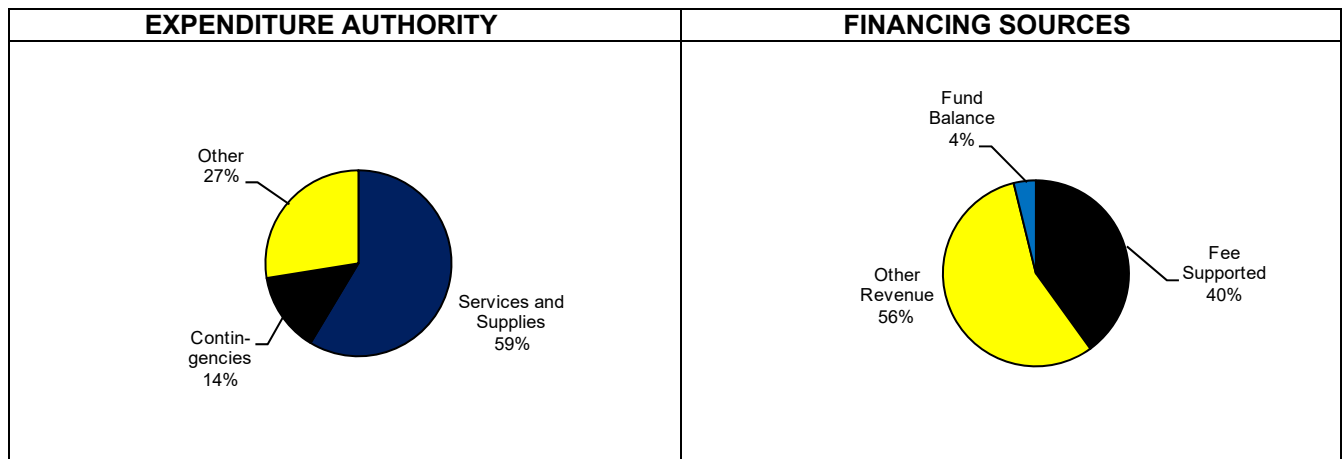 EXPENDITURE AUTHORITY
Other
27%
Contin-
gencies
14%
Services and
Supplies
59%
FINANCING SOURCES
Fund
Balance
4%
Other
Revenue
56%
Fee
Supported
40%